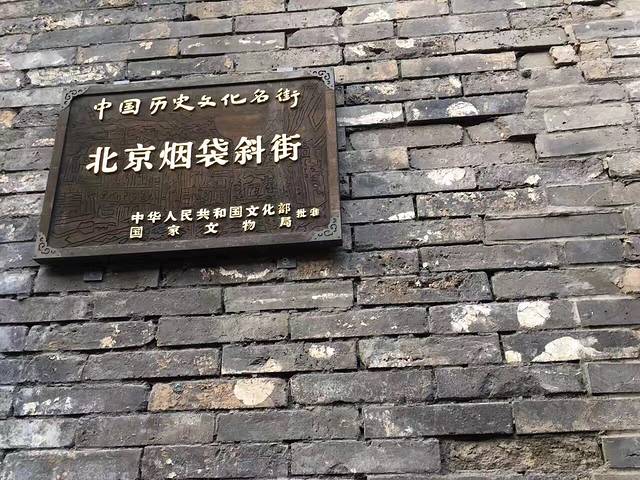 中国历史文化名街
北京烟袋斜街
中华人民共和国文化部
国家文物局 批准